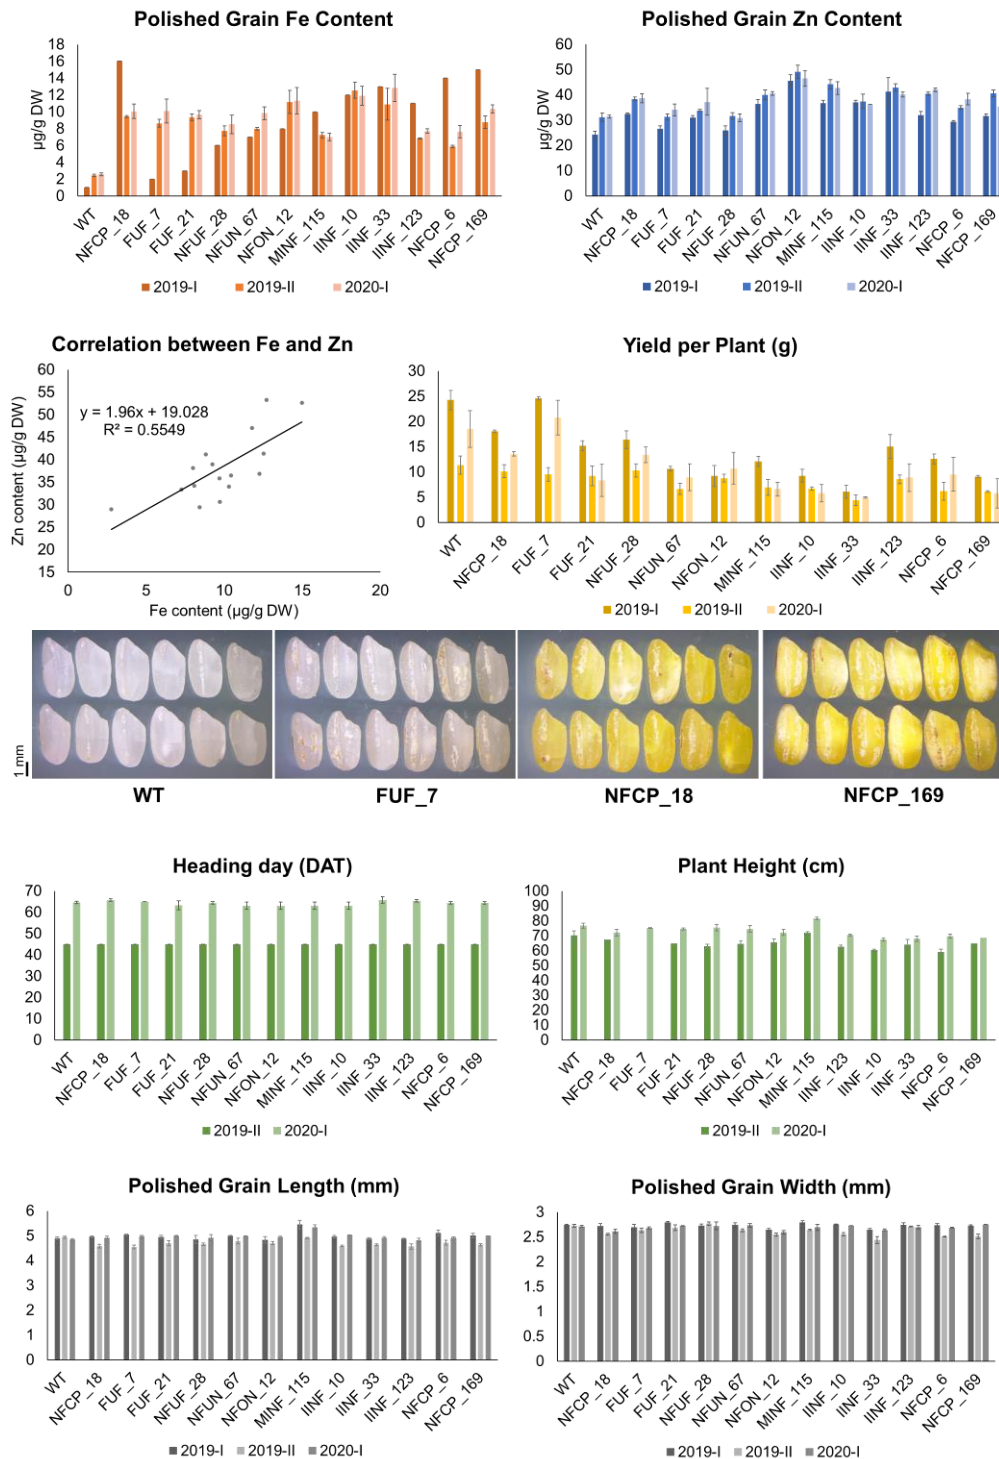 Polished Grain Fe Content
µg/g DW
18
16
14
12
10
8
6
4
2
0
WT
NFCP_18
FUF_7
FUF_21
NFUF_28
NFUN_67
NFON_12
MINF_115
IINF_10
IINF_33
IINF_123
NFCP_6
NFCP_169
2019-I 2019-II 2020-I
Polished Grain Zn Content
µg/g DW
60
50
40
30
20
10
0
WT
NFCP_18
FUF_7
FUF_21
NFUF_28
NFUN_67
NFON_12
MINF_115
IINF_10
IINF_33
IINF_123
NFCP_6
NFCP_169
2019-I 2019-II 2020-I
Correlation between Fe and Zn
Zn content (µg/g DW)
60
55
50
45
40
35
30
25
20
15
y = 1.96x + 19.028
R² = 0.5549
0 5 10 15 20
Fe content (µg/g DW)
Yield per Plant (g)
30
25
20
15
10
5
0
WT
NFCP_18
FUF_7
FUF_21
NFUF_28
NFUN_67
NFON_12
MINF_115
IINF_10
IINF_33
IINF_123
NFCP_6
NFCP_169
2019-I 2019-II 2020-I
1 mm
WT FUF_7 NFCP_18 NFCP_169
Heading day (DAT)
70
60
50
40
30
20
10
0
WT
NFCP_18
FUF_7
FUF_21
NFUF_28
NFUN_67
NFON_12
MINF_115
IINF_10
IINF_33
IINF_123
NFCP_6
NFCP_169
2019-II 2020-I
Plant Height (cm)
100
90
80
70
60
50
40
30
20
10
0
WT
NFCP_18
FUF_7
FUF_21
NFUF_28
NFUN_67
NFON_12
MINF_115
IINF_123
IINF_10
IINF_33
NFCP_6
NFCP_169
2019-II 2020-I
Polished Grain Length (mm)
6
5
4
3
2
1
0
WT
NFCP_18
FUF_7
FUF_21
NFUF_28
NFUN_67
NFON_12
MINF_115
IINF_10
IINF_33
IINF_123
NFCP_6
NFCP_169
2019-I 2019-II 2020-I
Polished Grain Width (mm)
3
2.5
2
1.5
1
0.5
0
WT
NFCP_18
FUF_7
FUF_21
NFUF_28
NFUN_67
NFON_12
MINF_115
IINF_10
IINF_33
IINF_123
NFCP_6
NFCP_169
2019-I 2019-II 2020-I